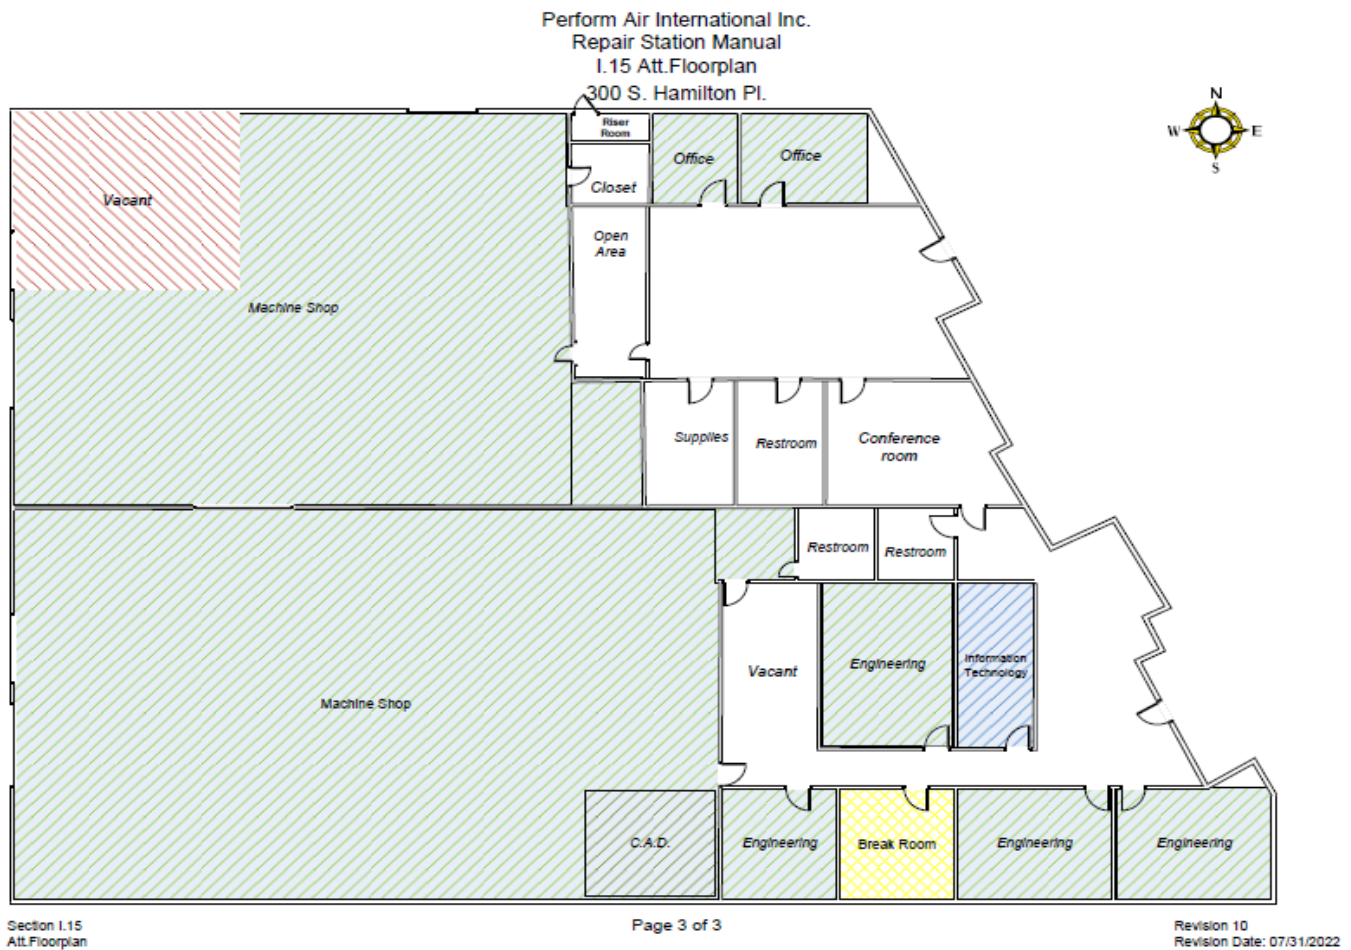 Perform Air International Inc.
Repair Station Manual
I.15 Att.Floorplan
300 S. Hamilton Pl.
N
W
E
S
Riser
Room
Vacant
Office
Office
Closet
Open
Area
Machine Shop
Supplies
Restroom
Conference
room
Restroom
Restroom
Vacant
Engineering
Information
Technology
Machine Shop
C.A.D.
Engineering
Break Room
Engineering
Engineering
Section I.15
Att.Floorplan
Page 3 of 3
Revision 10
Revision Date: 07/31/2022